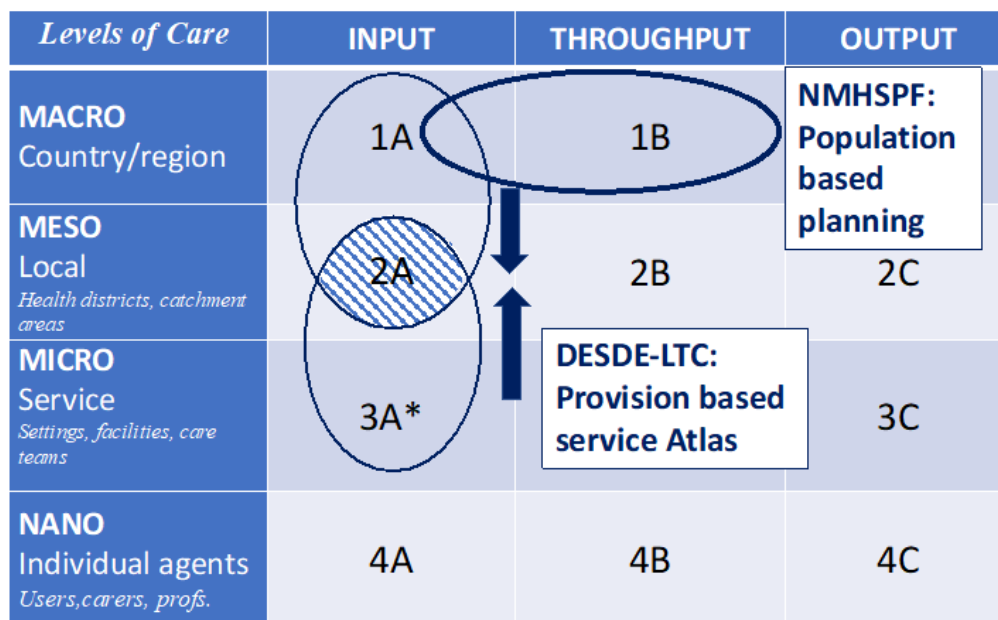 Levels of Care
INPUT
THROUGHPUT
OUTPUT
MACRO
Country/region
1A
1B
NMHSPF:
Population
based
planning
MESO
Local
Health districts, catchment
areas
2A
2B
2C
MICRO
Service
Settings, facilities, care
teams
3A*
DESDE-LTC:
Provision based
service Atlas
3C
NANO
Individual agents
Users,carers, profs.
4A
4B
4C